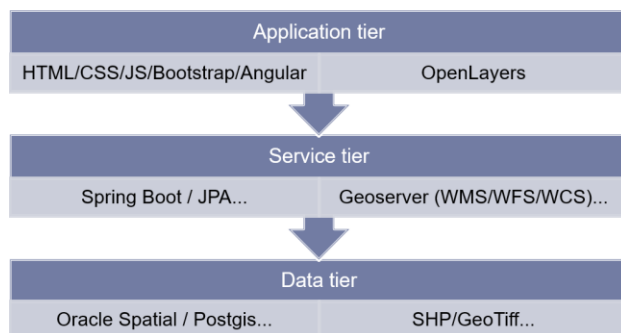 Application tier
HTML/CSS/JS/Bootstrap/Angular
OpenLayers
Service tier
Spring Boot / JPA...
Geoserver (WMS/WFS/WCS)...
Data tier
Oracle Spatial / Postgis...
SHP/GeoTiff...